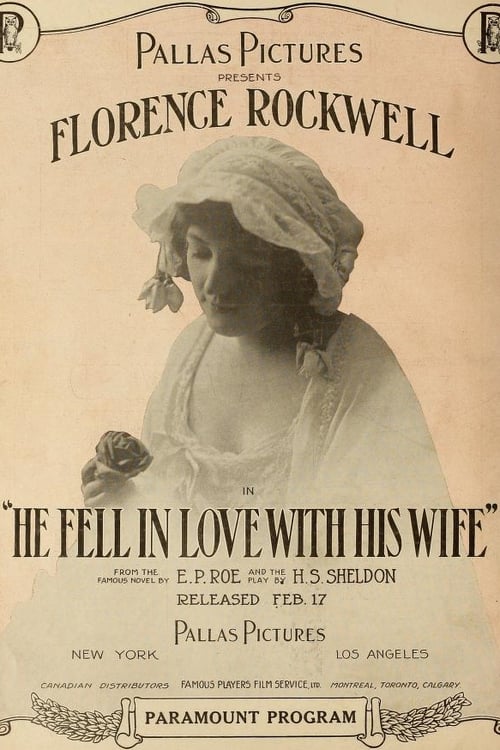 PALLAS PICTURES
PRESENTS
FLORENCE ROCKWELL
IN
"HE FELL IN LOVE WITH HIS WIFE"
FROM THE FAMOUS NOVEL BY E.P. ROE AND THE PLAY BY H.S. SHELDON
RELEASED FEB. 17
PALLAS PICTURES
NEW YORK LOS ANGELES
CANADIAN DISTRIBUTORS FAMOUS PLAYERS FILM SERVICE, LTD. MONTREAL, TORONTO, CALGARY.
PARAMOUNT PROGRAM